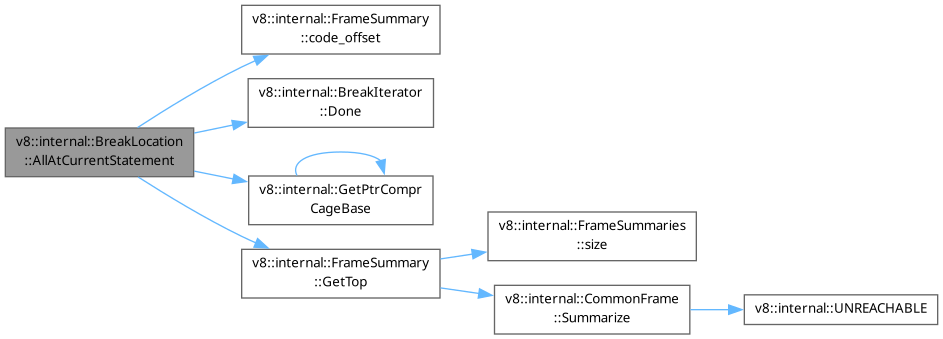 v8::internal::FrameSummary
::code_offset
v8::internal::BreakIterator
::Done
v8::internal::BreakLocation
::AllAtCurrentStatement
v8::internal::GetPtrCompr
CageBase
v8::internal::FrameSummaries
::size
v8::internal::FrameSummary
::GetTop
v8::internal::CommonFrame
::Summarize
v8::internal::UNREACHABLE